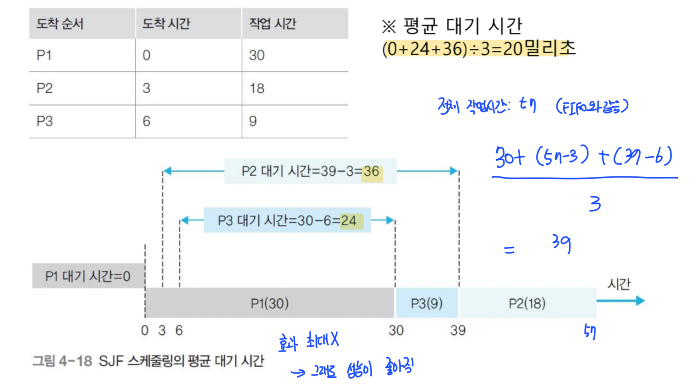 도착 순서 도착 시간 작업 시간
P1 0 30
P2 3 18
P3 6 9
※ 평균 대기 시간
(0+24+36)÷3=20밀리초
전체 작업시간: 57 (FIFO와 같음)
30+ (57-3) + (39-6)
3
= 39
P2 대기 시간=39-3=36
P3 대기 시간=30-6=24
P1 대기 시간=0
시간
P1(30) P3(9) P2(18)
0 3 6 30 39 57
효과 최대X
→ 그래도 성능이 좋아짐
그림 4-18 SJF 스케줄링의 평균 대기 시간